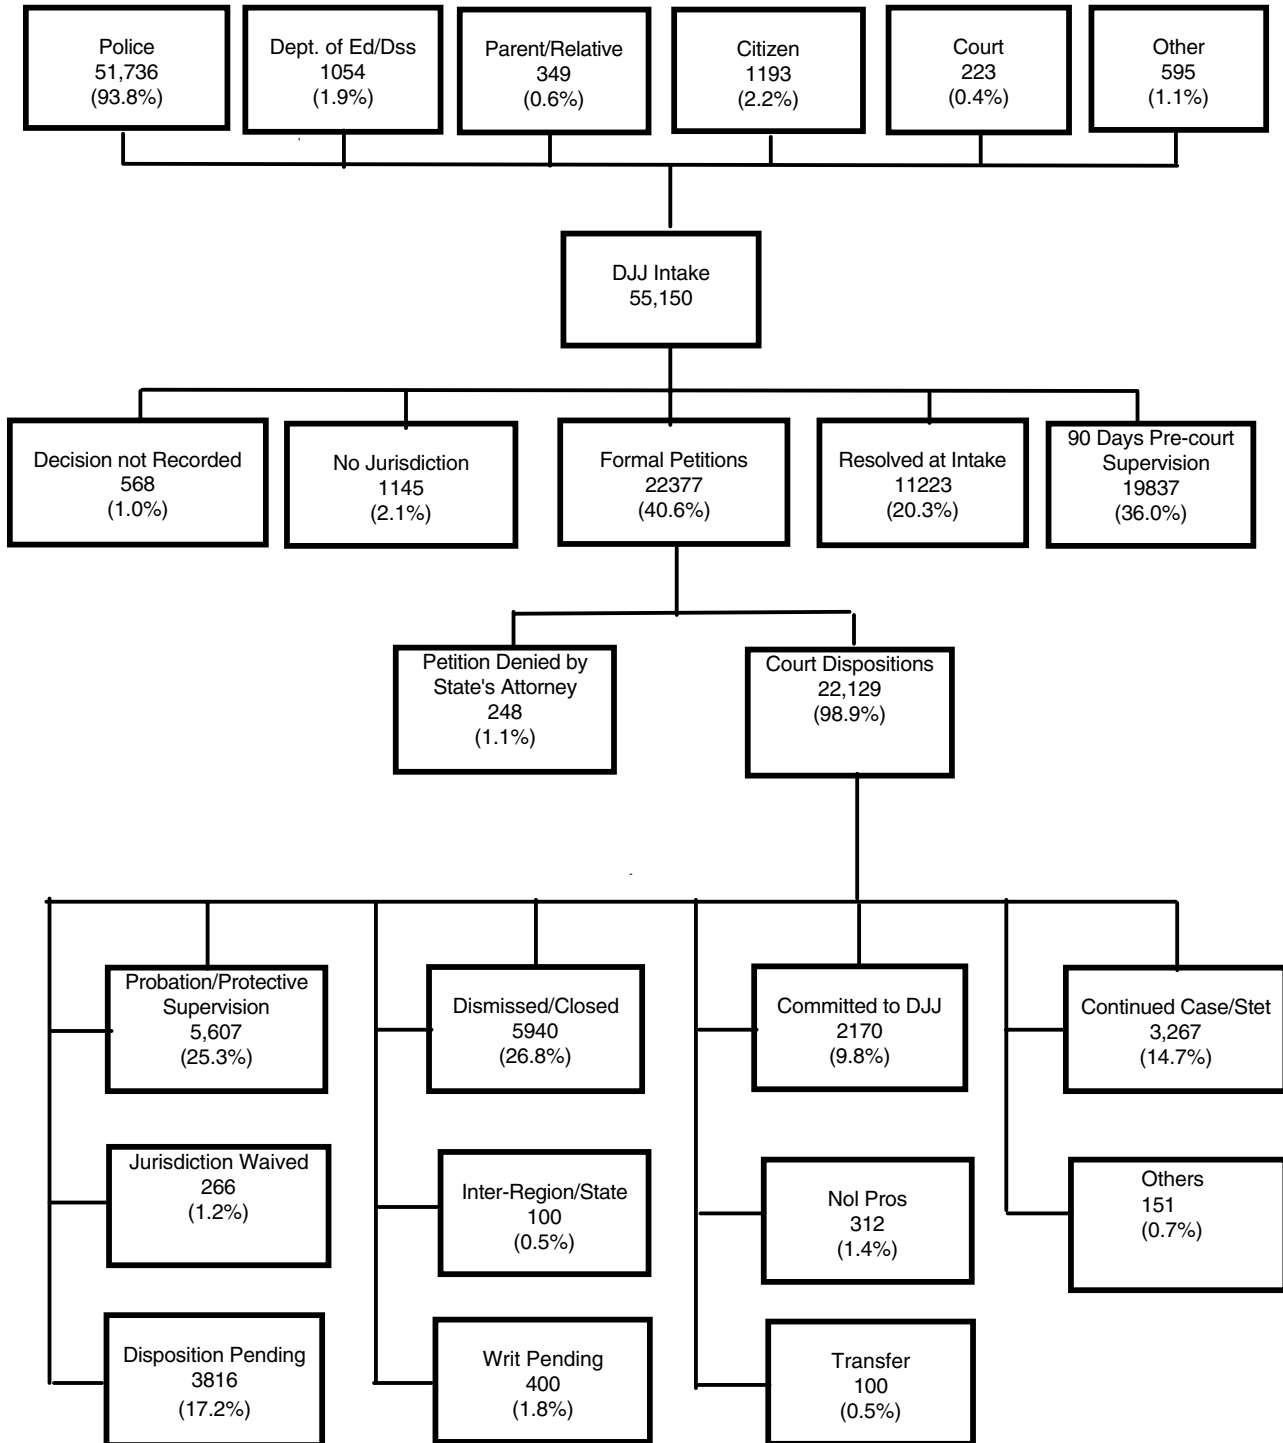 Police
51,736
(93.8%)
Dept. of Ed/Dss
1054
(1.9%)
Parent/Relative
349
(0.6%)
Citizen
1193
(2.2%)
Court
223
(0.4%)
Other
595
(1.1%)
DJJ Intake
55,150
Decision not Recorded
568
(1.0%)
No Jurisdiction
1145
(2.1%)
Formal Petitions
22377
(40.6%)
Resolved at Intake
11223
(20.3%)
90 Days Pre-court
Supervision
19837
(36.0%)
Petition Denied by
State's Attorney
248
(1.1%)
Court Dispositions
22,129
(98.9%)
Probation/Protective
Supervision
5,607
(25.3%)
Dismissed/Closed
5940
(26.8%)
Committed to DJJ
2170
(9.8%)
Continued Case/Stet
3,267
(14.7%)
Jurisdiction Waived
266
(1.2%)
Inter-Region/State
100
(0.5%)
Nol Pros
312
(1.4%)
Others
151
(0.7%)
Disposition Pending
3816
(17.2%)
Writ Pending
400
(1.8%)
Transfer
100
(0.5%)